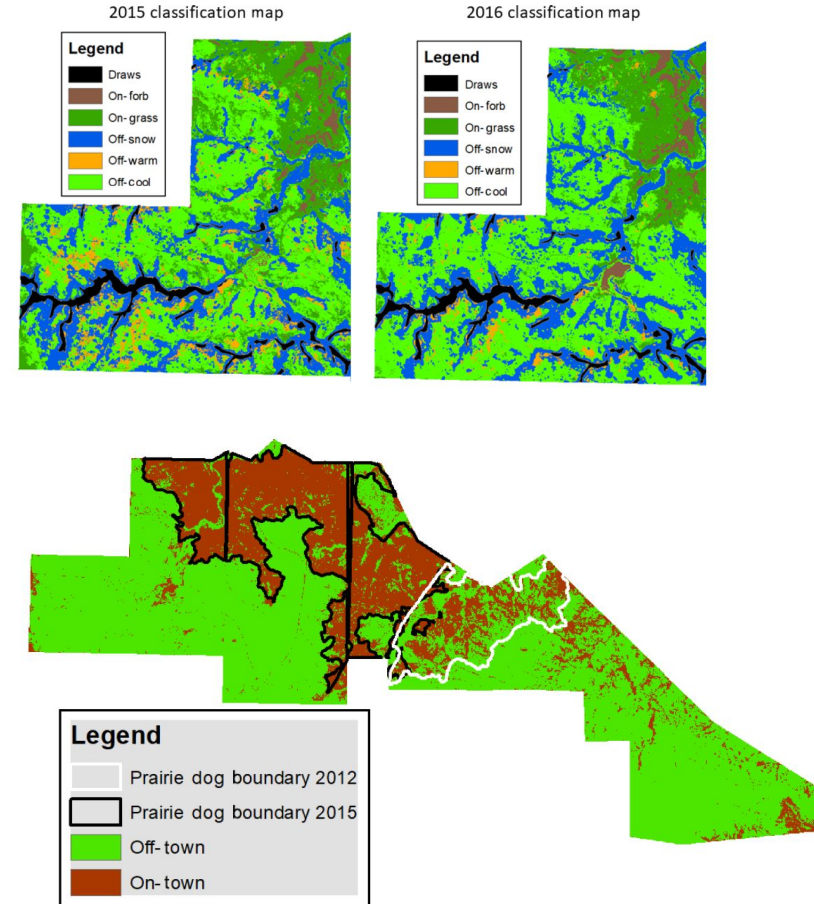 2015 classification map
2016 classification map
Legend
Draws
On-forb
On-grass
Off-snow
Off-warm
Off-cool
Legend
Draws
On-forb
On-grass
Off-snow
Off-warm
Off-cool
Legend
Prairie dog boundary 2012
Prairie dog boundary 2015
Off-town
On-town